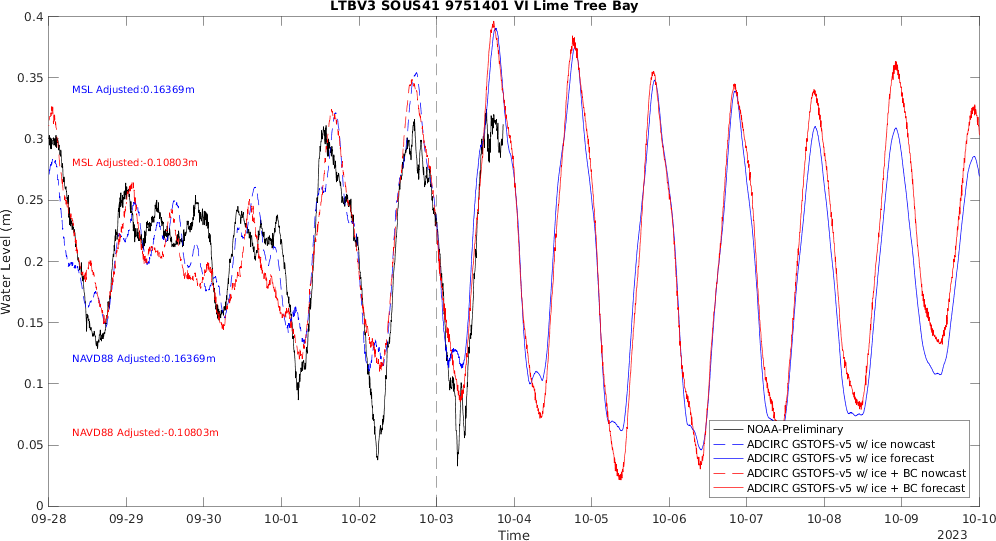 LTBV3 SOUS41 9751401 VI Lime Tree Bay
Water Level (m)
0.4
0.35
0.3
0.25
0.2
0.15
0.1
0.05
0
MSL Adjusted:0.16369m
MSL Adjusted:-0.10803m
NAVD88 Adjusted:0.16369m
NAVD88 Adjusted:-0.10803m
NOAA-Preliminary
ADCIRC GSTOFS-v5 w/ ice nowcast
ADCIRC GSTOFS-v5 w/ ice forecast
ADCIRC GSTOFS-v5 w/ ice + BC nowcast
ADCIRC GSTOFS-v5 w/ ice + BC forecast
09-28 09-29 09-30 10-01 10-02 10-03 10-04 10-05 10-06 10-07 10-08 10-09 10-10
Time
2023